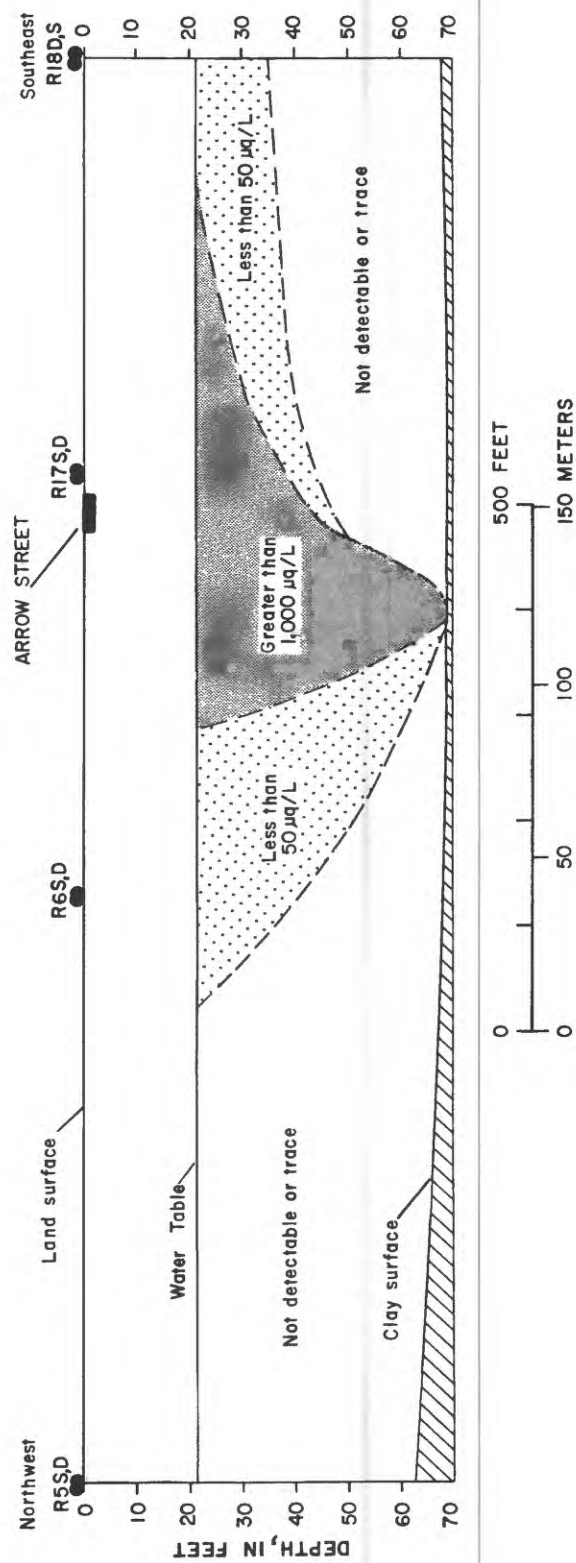 Northwest
Southeast
R5S,D
R6S,D
ARROW STREET
R17S,D
R18D,S
Land surface
0
10
20
30
40
50
60
70
DEPTH, IN FEET
0
10
20
30
40
50
60
70
Water Table
Not detectable or trace
Clay surface
Less than
50 µq/L
Greater than
1,000 µq/L
Less than 50 µq/L
Not detectable or trace
0
500 FEET
0
50
100
150 METERS